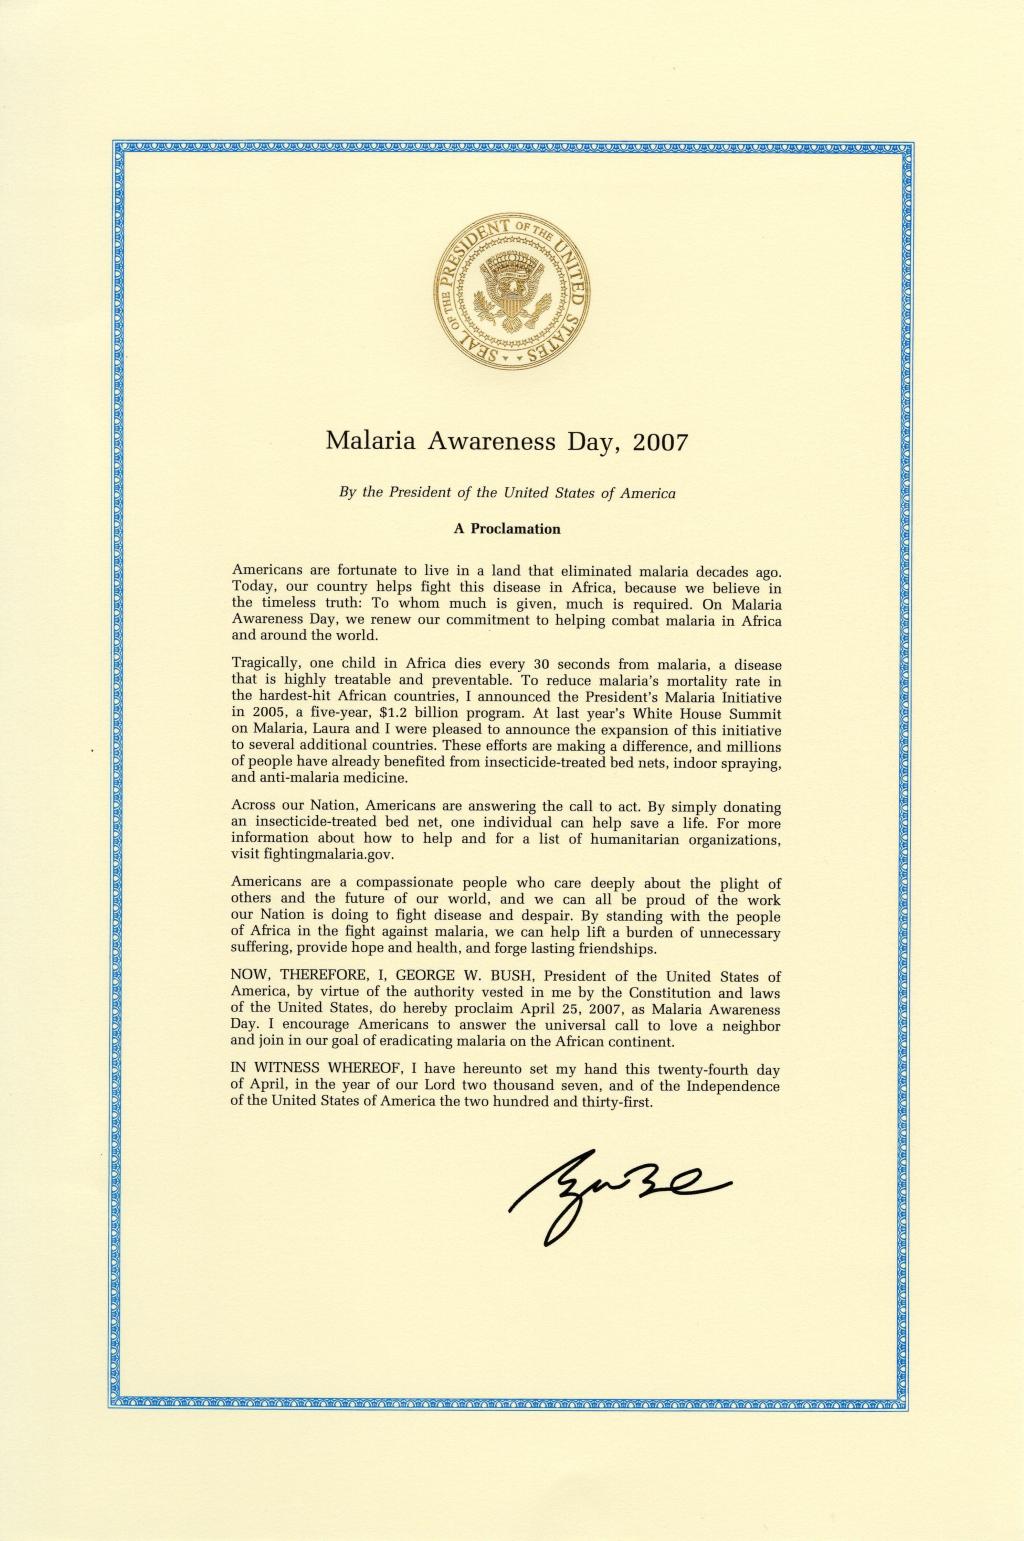 SEAL OF THE PRESIDENT OF THE UNITED STATES
Malaria Awareness Day, 2007
By the President of the United States of America
A Proclamation
Americans are fortunate to live in a land that eliminated malaria decades ago.
Today, our country helps fight this disease in Africa, because we believe in
the timeless truth: To whom much is given, much is required. On Malaria
Awareness Day, we renew our commitment to helping combat malaria in Africa
and around the world.
Tragically, one child in Africa dies every 30 seconds from malaria, a disease
that is highly treatable and preventable. To reduce malaria's mortality rate in
the hardest-hit African countries, I announced the President's Malaria Initiative
in 2005, a five-year, $1.2 billion program. At last year's White House Summit
on Malaria, Laura and I were pleased to announce the expansion of this initiative
to several additional countries. These efforts are making a difference, and millions
of people have already benefited from insecticide-treated bed nets, indoor spraying,
and anti-malaria medicine.
Across our Nation, Americans are answering the call to act. By simply donating
an insecticide-treated bed net, one individual can help save a life. For more
information about how to help and for a list of humanitarian organizations,
visit fightingmalaria.gov.
Americans are a compassionate people who care deeply about the plight of
others and the future of our world, and we can all be proud of the work
our Nation is doing to fight disease and despair. By standing with the people
of Africa in the fight against malaria, we can help lift a burden of unnecessary
suffering, provide hope and health, and forge lasting friendships.
NOW, THEREFORE, I, GEORGE W. BUSH, President of the United States of
America, by virtue of the authority vested in me by the Constitution and laws
of the United States, do hereby proclaim April 25, 2007, as Malaria Awareness
Day. I encourage Americans to answer the universal call to love a neighbor
and join in our goal of eradicating malaria on the African continent.
IN WITNESS WHEREOF, I have hereunto set my hand this twenty-fourth day
of April, in the year of our Lord two thousand seven, and of the Independence
of the United States of America the two hundred and thirty-first.